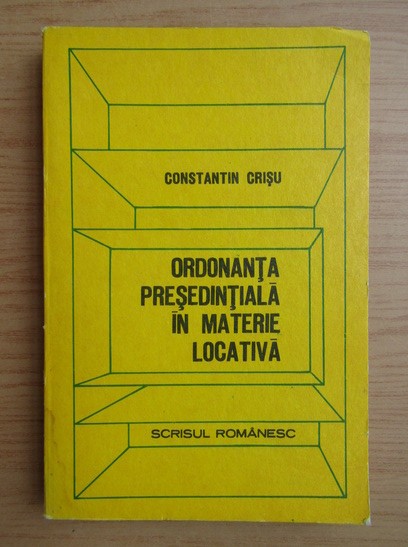 CONSTANTIN CRIŞU
ORDONANŢA
PREŞEDINŢIALĂ
ÎN MATERIE
LOCATIVĂ
SCRISUL ROMÂNESC